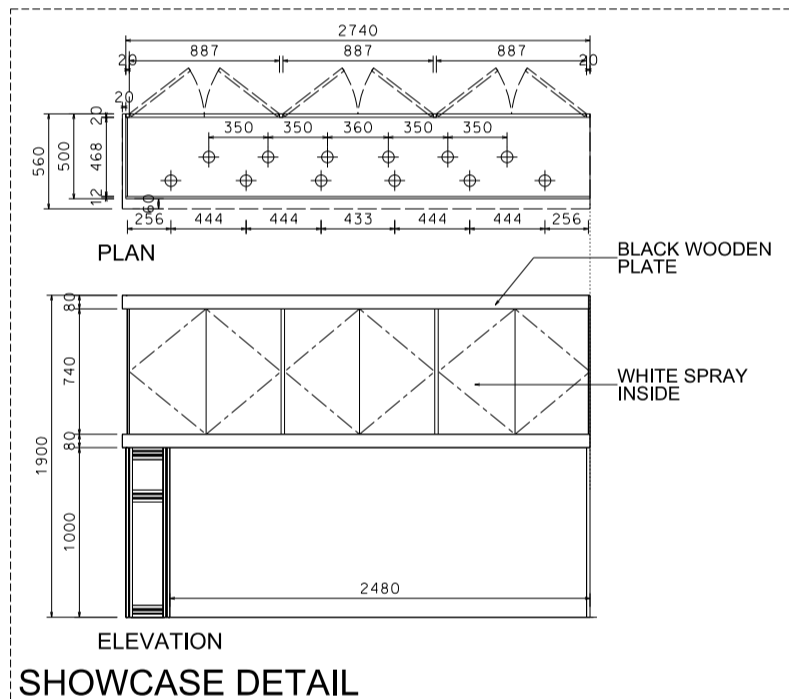 2740
887 887 887
20 20
20
20
350 350 360 350 350
560
500
468
12
60
256 444 444 433 444 444 256
PLAN
BLACK WOODEN
PLATE
80
740
WHITE SPRAY
INSIDE
80
1900
1000
2480
ELEVATION
SHOWCASE DETAIL